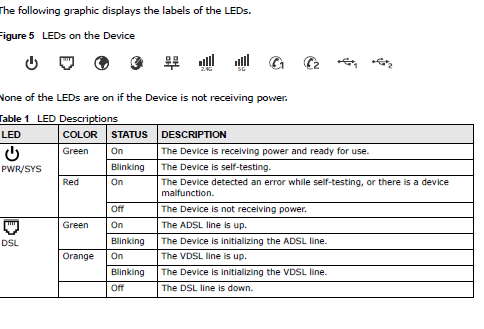 The following graphic displays the labels of the LEDs.
Figure 5 LEDs on the Device
2.4G 5G 1 2 1 2
None of the LEDs are on if the Device is not receiving power.
Table 1 LED Descriptions
LED COLOR STATUS DESCRIPTION
PWR/SYS Green On The Device is receiving power and ready for use.
Blinking The Device is self-testing.
Red On The Device detected an error while self-testing, or there is a device
malfunction.
Off The Device is not receiving power.
DSL Green On The ADSL line is up.
Blinking The Device is initializing the ADSL line.
Orange On The VDSL line is up.
Blinking The Device is initializing the VDSL line.
Off The DSL line is down.